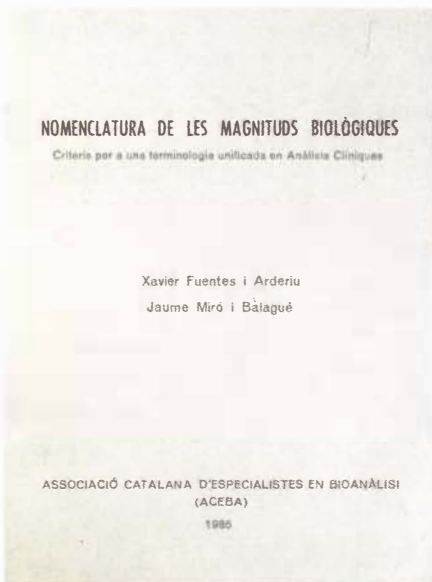 NOMENCLATURA DE LES MAGNITUDS BIOLÒGIQUES
Criteris per a una terminologia unificada en Anàlisis Clíniques
Xavier Fuentes i Arderiu
Jaume Miró i Bàlagué
ASSOCIACIÓ CATALANA D'ESPECIALISTES EN BIOANÀLISI
(ACEBA)
1985